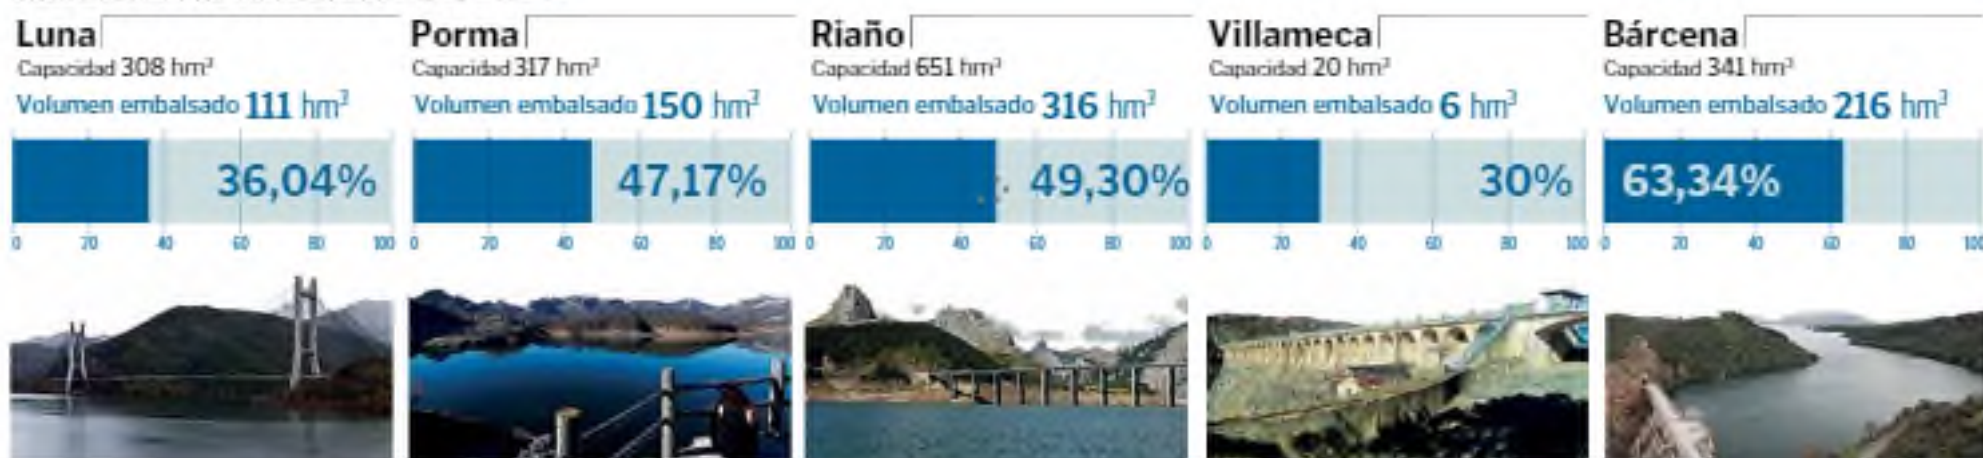 Luna
Capacidad 308 hm³
Volumen embalsado 111 hm³
36,04%
0 20 40 60 80 100
Porma
Capacidad 317 hm³
Volumen embalsado 150 hm³
47,17%
0 20 40 60 80 100
Riaño
Capacidad 651 hm³
Volumen embalsado 316 hm³
49,30%
0 20 40 60 80 100
Villameca
Capacidad 20 hm³
Volumen embalsado 6 hm³
30%
0 20 40 60 80 100
Bárcena
Capacidad 341 hm³
Volumen embalsado 216 hm³
63,34%
0 20 40 60 80 100